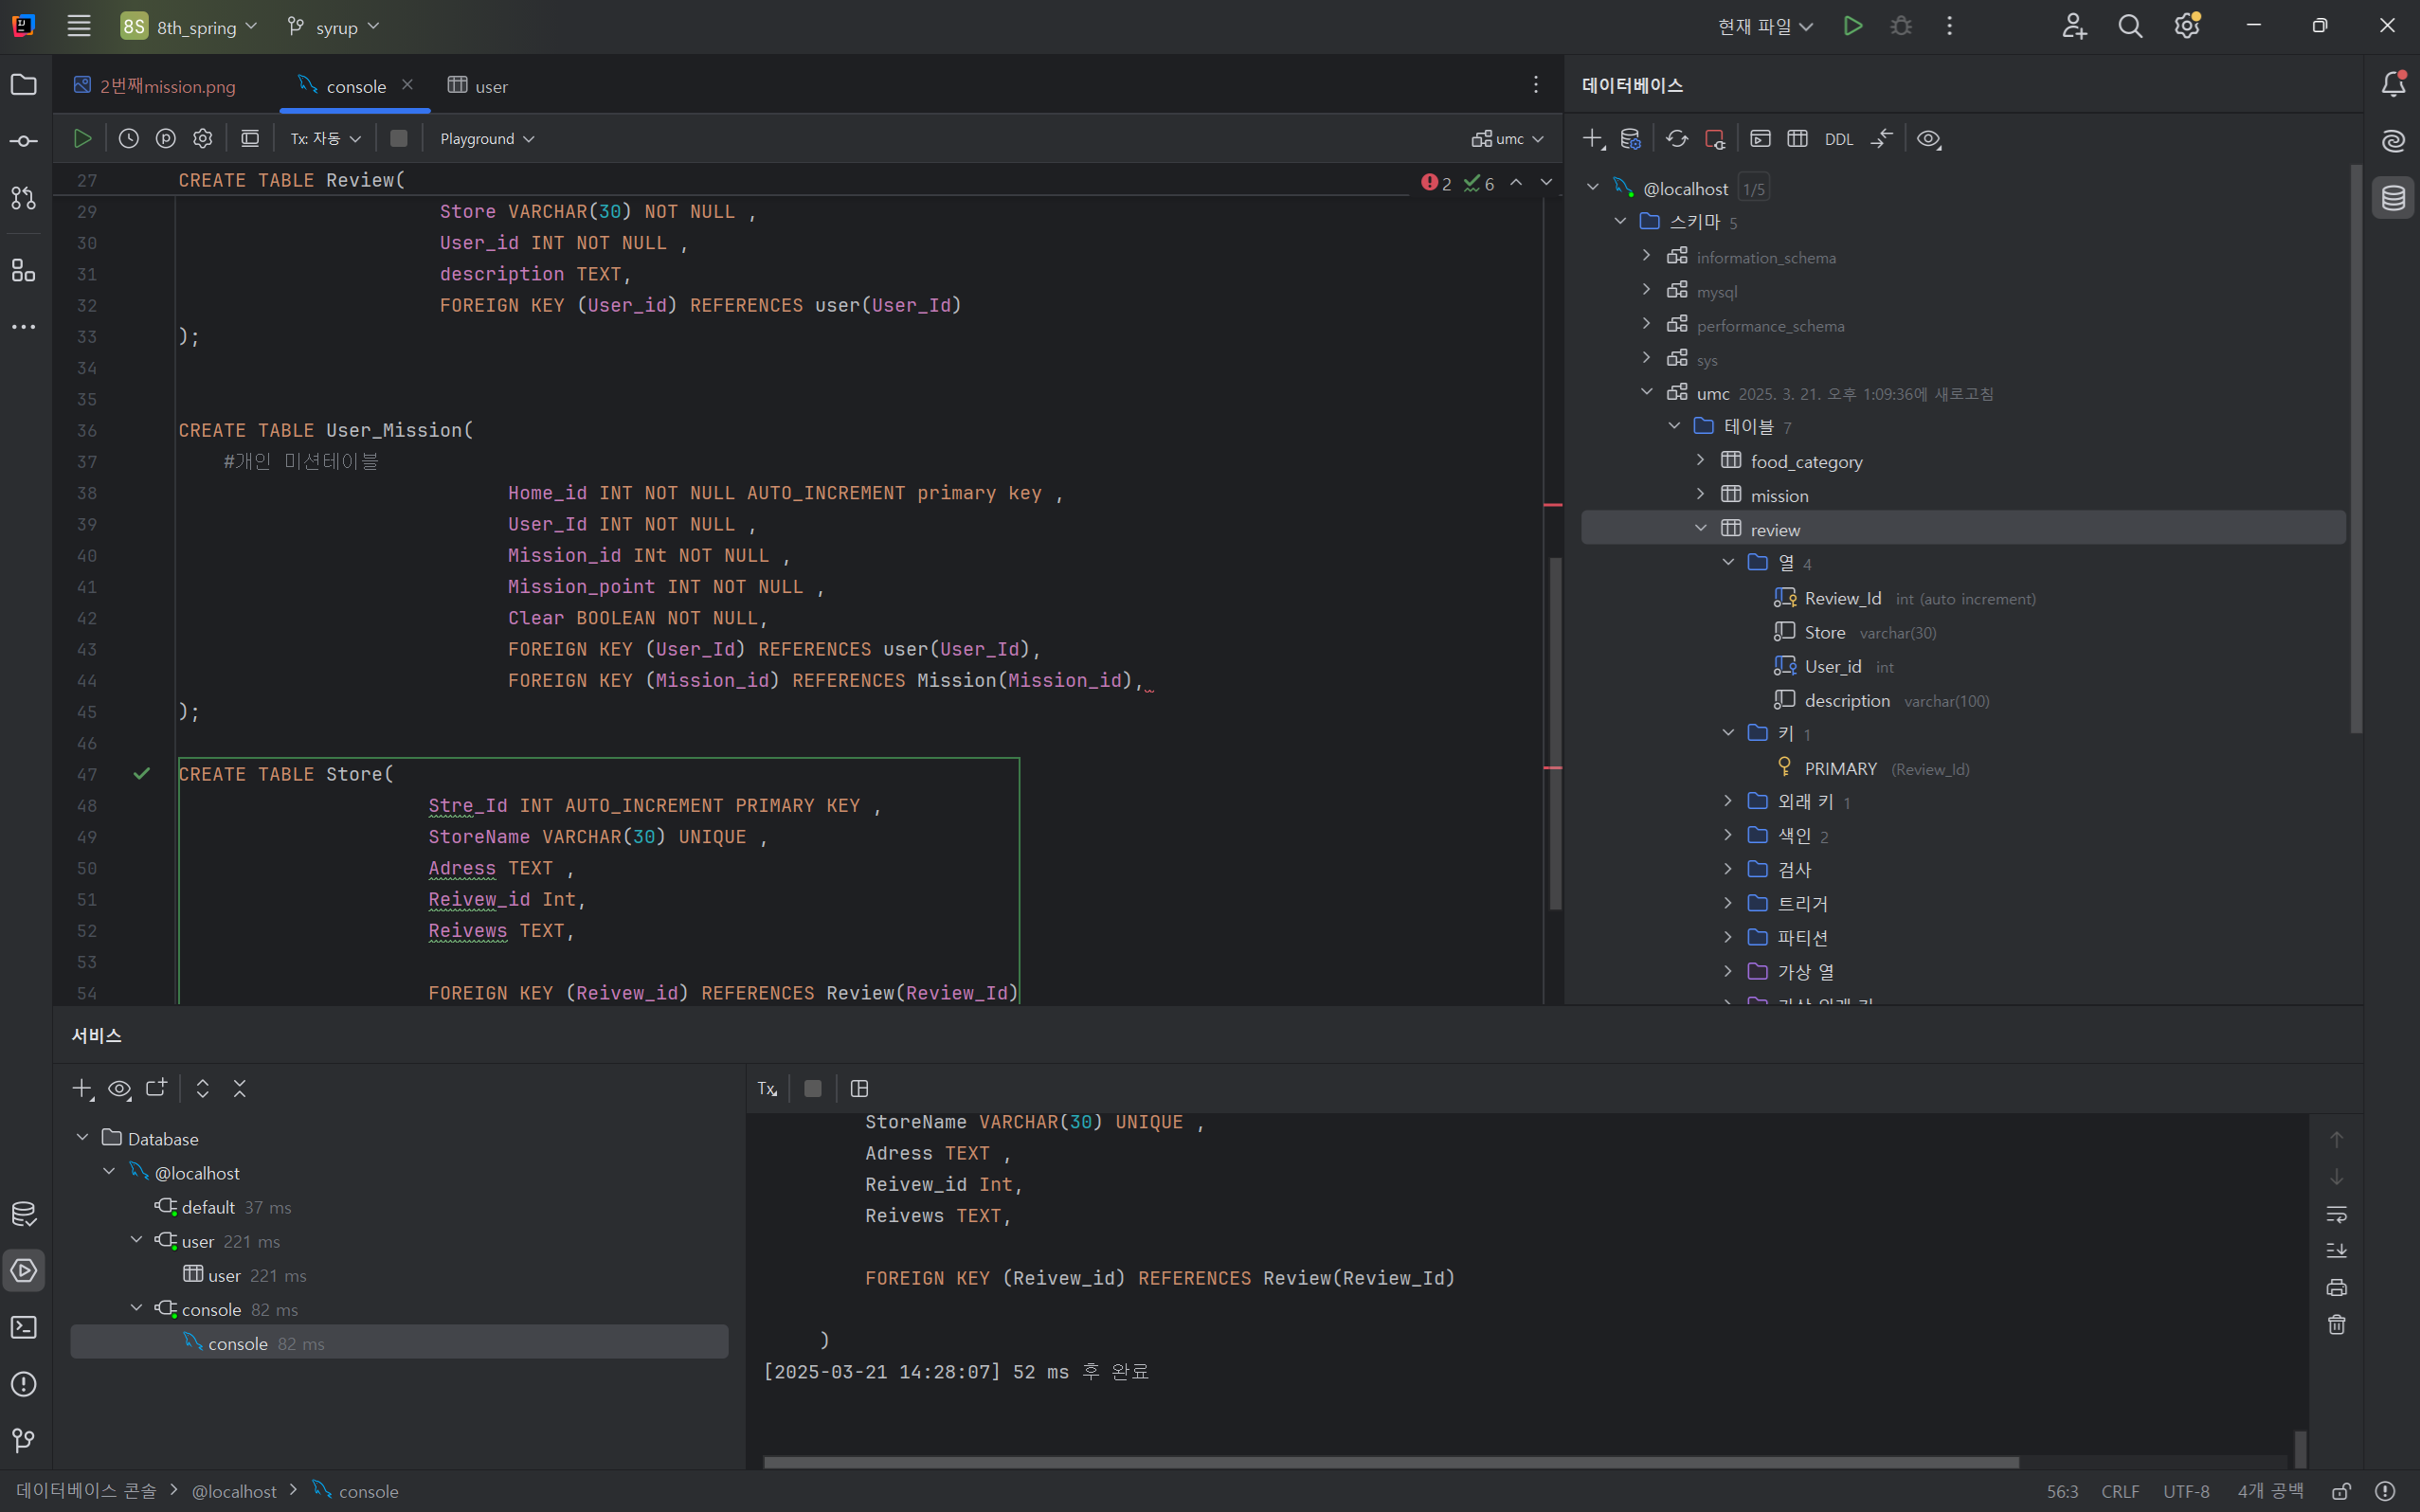 8S 8th_spring syrup 현재 파일
2번째mission.png console user
Tx: 자동 Playground umc
27 CREATE TABLE Review(
2 6
29 Store VARCHAR(30) NOT NULL ,
30 User_id INT NOT NULL ,
31 description TEXT,
32 FOREIGN KEY (User_id) REFERENCES user(User_Id)
33 );
34
35
36 CREATE TABLE User_Mission(
37 #개인 미션테이블
38 Home_id INT NOT NULL AUTO_INCREMENT primary key ,
39 User_Id INT NOT NULL ,
40 Mission_id INt NOT NULL ,
41 Mission_point INT NOT NULL ,
42 Clear BOOLEAN NOT NULL,
43 FOREIGN KEY (User_Id) REFERENCES user(User_Id),
44 FOREIGN KEY (Mission_id) REFERENCES Mission(Mission_id),
45 );
46
47 CREATE TABLE Store(
48 Stre_Id INT AUTO_INCREMENT PRIMARY KEY ,
49 StoreName VARCHAR(30) UNIQUE ,
50 Adress TEXT ,
51 Reivew_id Int,
52 Reivews TEXT,
53
54 FOREIGN KEY (Reivew_id) REFERENCES Review(Review_Id)
데이터베이스
DDL
@localhost 1/5
스키마 5
information_schema
mysql
performance_schema
sys
umc 2025. 3. 21. 오후 1:09:36에 새로고침
테이블 7
food_category
mission
review
열 4
Review_Id int (auto increment)
Store varchar(30)
User_id int
description varchar(100)
키 1
PRIMARY (Review_Id)
외래 키 1
색인 2
검사
트리거
파티션
가상 열
가상 외래 키
서비스
Database
@localhost
default 37 ms
user 221 ms
user 221 ms
console 82 ms
console 82 ms
Tx
StoreName VARCHAR(30) UNIQUE ,
Adress TEXT ,
Reivew_id Int,
Reivews TEXT,
FOREIGN KEY (Reivew_id) REFERENCES Review(Review_Id)
)
[2025-03-21 14:28:07] 52 ms 후 완료
데이터베이스 콘솔 > @localhost > console
56:3 CRLF UTF-8 4개 공백